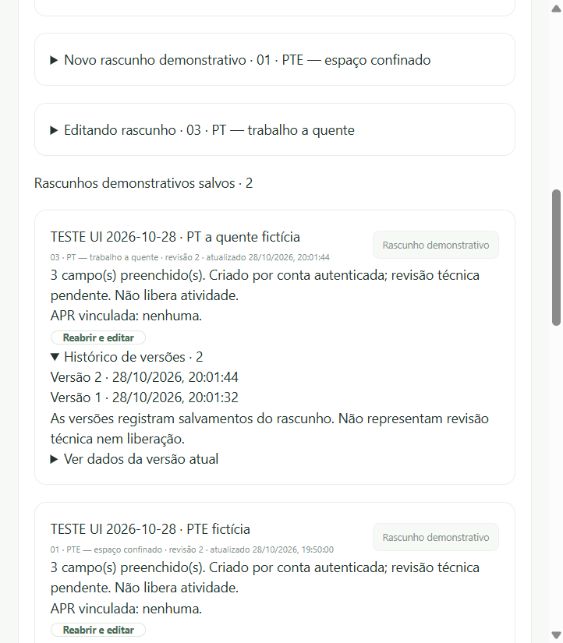 ▶ Novo rascunho demonstrativo · 01 · PTE — espaço confinado
▶ Editando rascunho · 03 · PT — trabalho a quente
Rascunhos demonstrativos salvos · 2
TESTE UI 2026-10-28 · PT a quente fictícia
Rascunho demonstrativo
03 · PT — trabalho a quente · revisão 2 · atualizado 28/10/2026, 20:01:44
3 campo(s) preenchido(s). Criado por conta autenticada; revisão técnica
pendente. Não libera atividade.
APR vinculada: nenhuma.
Reabrir e editar
▼ Histórico de versões · 2
Versão 2 · 28/10/2026, 20:01:44
Versão 1 · 28/10/2026, 20:01:32
As versões registram salvamentos do rascunho. Não representam revisão
técnica nem liberação.
▶ Ver dados da versão atual
TESTE UI 2026-10-28 · PTE fictícia
Rascunho demonstrativo
01 · PTE — espaço confinado · revisão 2 · atualizado 28/10/2026, 19:50:00
3 campo(s) preenchido(s). Criado por conta autenticada; revisão técnica
pendente. Não libera atividade.
APR vinculada: nenhuma.
Reabrir e editar